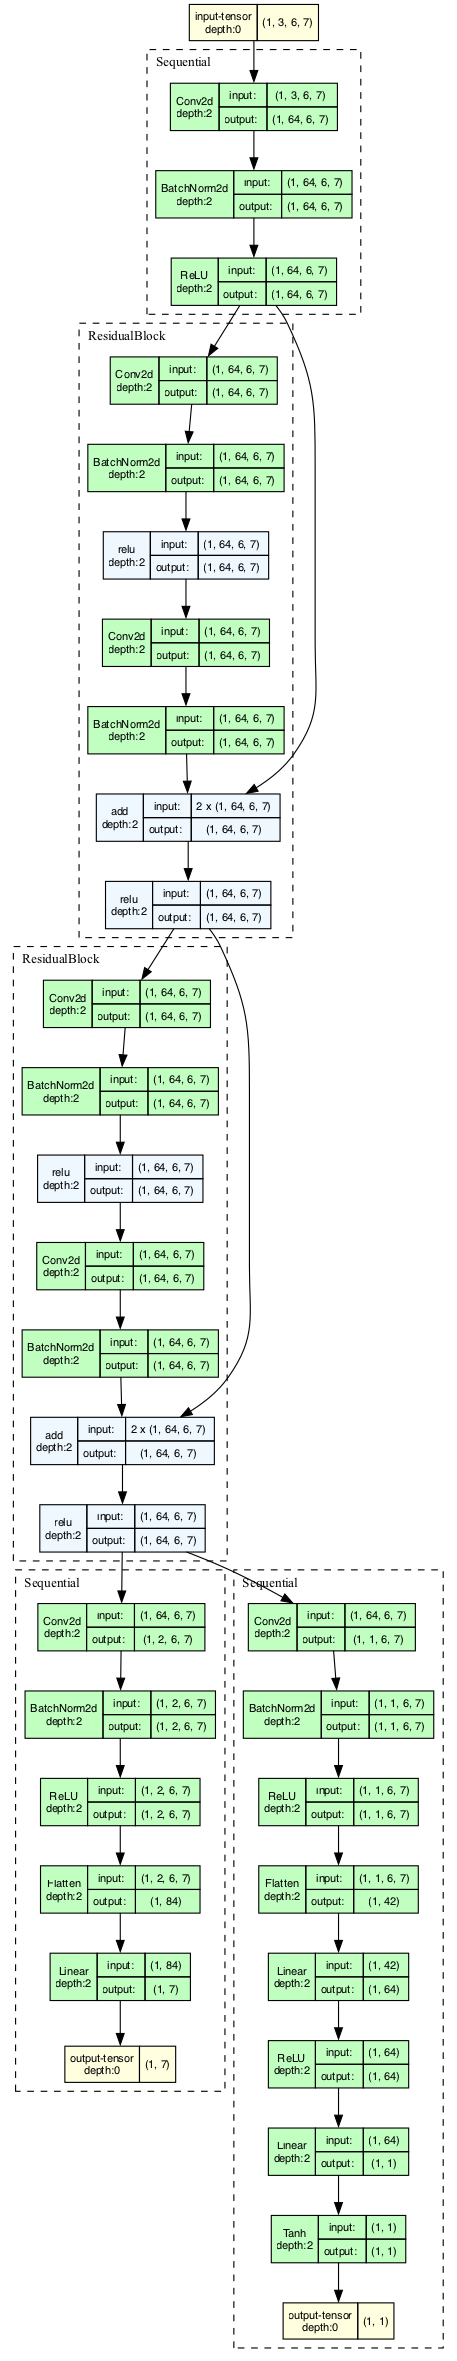 input-tensor
depth:0
(1, 3, 6, 7)
Sequential
Conv2d
depth:2
input:
(1, 3, 6, 7)
output:
(1, 64, 6, 7)
BatchNorm2d
depth:2
input:
(1, 64, 6, 7)
output:
(1, 64, 6, 7)
ReLU
depth:2
input:
(1, 64, 6, 7)
output:
(1, 64, 6, 7)
ResidualBlock
Conv2d
depth:2
input:
(1, 64, 6, 7)
output:
(1, 64, 6, 7)
BatchNorm2d
depth:2
input:
(1, 64, 6, 7)
output:
(1, 64, 6, 7)
relu
depth:2
input:
(1, 64, 6, 7)
output:
(1, 64, 6, 7)
Conv2d
depth:2
input:
(1, 64, 6, 7)
output:
(1, 64, 6, 7)
BatchNorm2d
depth:2
input:
(1, 64, 6, 7)
output:
(1, 64, 6, 7)
add
depth:2
input:
2 x (1, 64, 6, 7)
output:
(1, 64, 6, 7)
relu
depth:2
input:
(1, 64, 6, 7)
output:
(1, 64, 6, 7)
ResidualBlock
Conv2d
depth:2
input:
(1, 64, 6, 7)
output:
(1, 64, 6, 7)
BatchNorm2d
depth:2
input:
(1, 64, 6, 7)
output:
(1, 64, 6, 7)
relu
depth:2
input:
(1, 64, 6, 7)
output:
(1, 64, 6, 7)
Conv2d
depth:2
input:
(1, 64, 6, 7)
output:
(1, 64, 6, 7)
BatchNorm2d
depth:2
input:
(1, 64, 6, 7)
output:
(1, 64, 6, 7)
add
depth:2
input:
2 x (1, 64, 6, 7)
output:
(1, 64, 6, 7)
relu
depth:2
input:
(1, 64, 6, 7)
output:
(1, 64, 6, 7)
Sequential
Conv2d
depth:2
input:
(1, 64, 6, 7)
output:
(1, 2, 6, 7)
BatchNorm2d
depth:2
input:
(1, 2, 6, 7)
output:
(1, 2, 6, 7)
ReLU
depth:2
input:
(1, 2, 6, 7)
output:
(1, 2, 6, 7)
Flatten
depth:2
input:
(1, 2, 6, 7)
output:
(1, 84)
Linear
depth:2
input:
(1, 84)
output:
(1, 7)
output-tensor
depth:0
(1, 7)
Sequential
Conv2d
depth:2
input:
(1, 64, 6, 7)
output:
(1, 1, 6, 7)
BatchNorm2d
depth:2
input:
(1, 1, 6, 7)
output:
(1, 1, 6, 7)
ReLU
depth:2
input:
(1, 1, 6, 7)
output:
(1, 1, 6, 7)
Flatten
depth:2
input:
(1, 1, 6, 7)
output:
(1, 42)
Linear
depth:2
input:
(1, 42)
output:
(1, 64)
ReLU
depth:2
input:
(1, 64)
output:
(1, 64)
Linear
depth:2
input:
(1, 64)
output:
(1, 1)
Tanh
depth:2
input:
(1, 1)
output:
(1, 1)
output-tensor
depth:0
(1, 1)